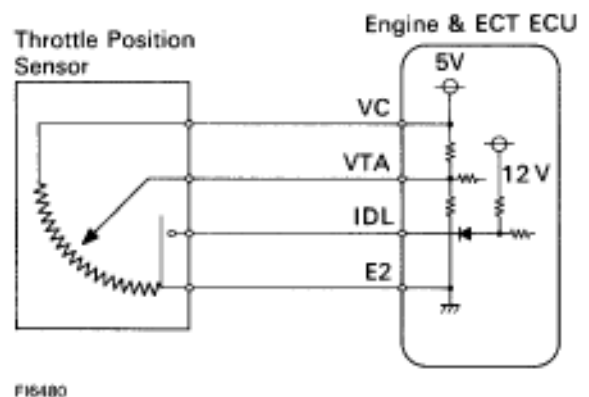 Throttle Position
Sensor
Engine & ECT ECU
5V
VC
VTA
12 V
IDL
E2
FI6480